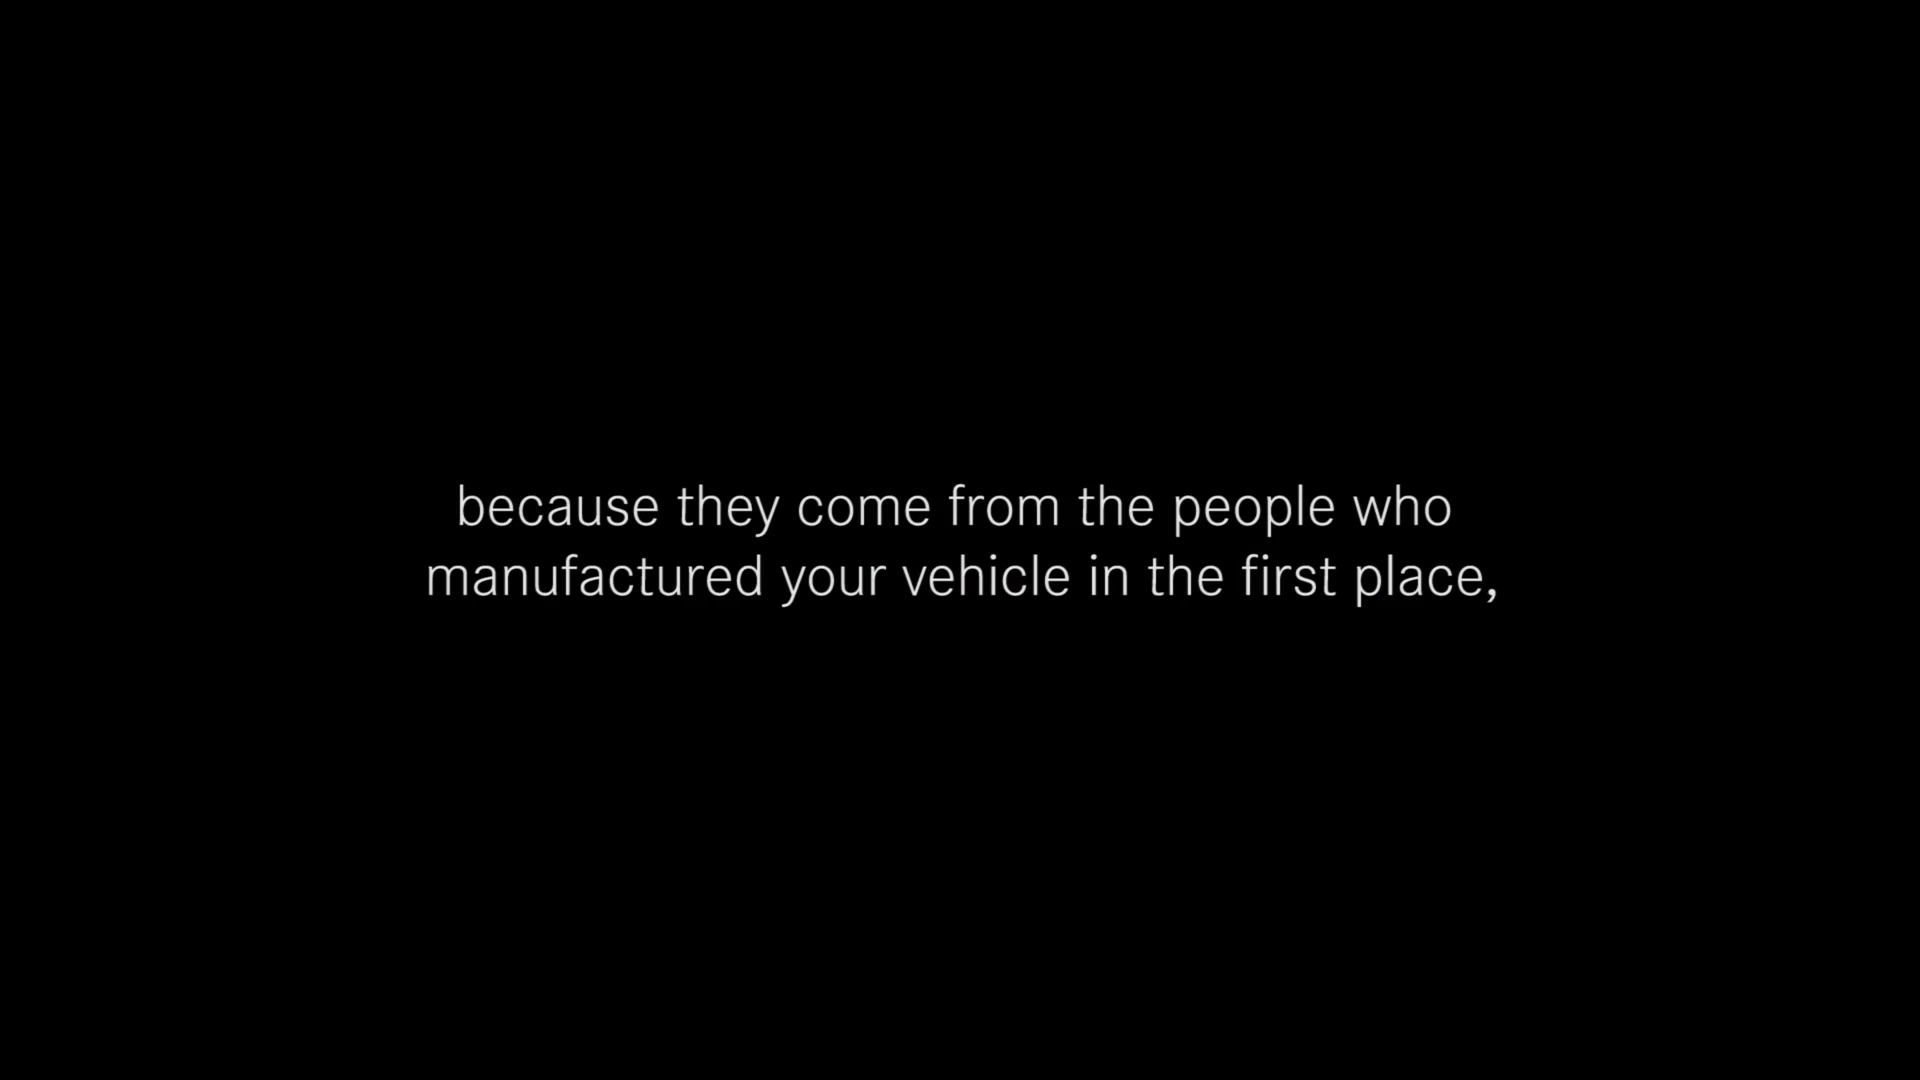 because they come from the people who
manufactured your vehicle in the first place,